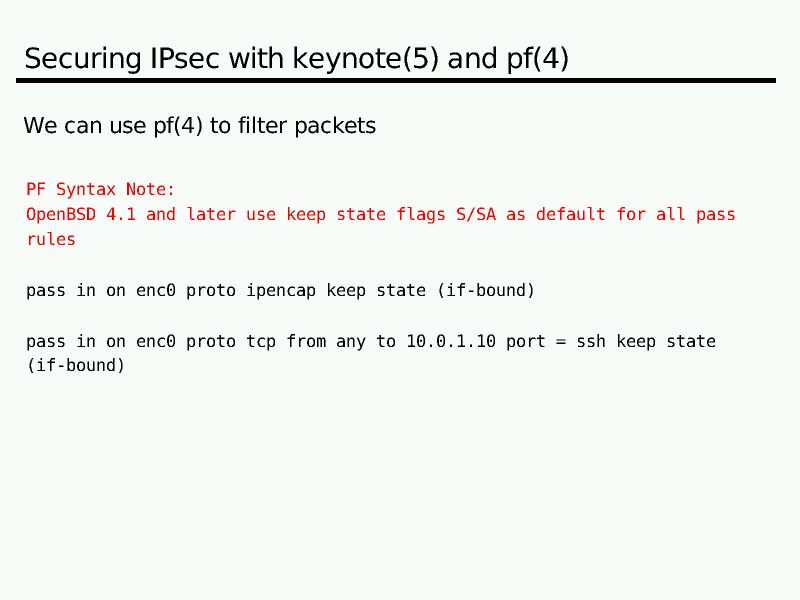 Securing IPsec with keynote(5) and pf(4)
We can use pf(4) to filter packets
PF Syntax Note:
OpenBSD 4.1 and later use keep state flags S/SA as default for all pass
rules
pass in on enc0 proto ipencap keep state (if-bound)
pass in on enc0 proto tcp from any to 10.0.1.10 port = ssh keep state
(if-bound)